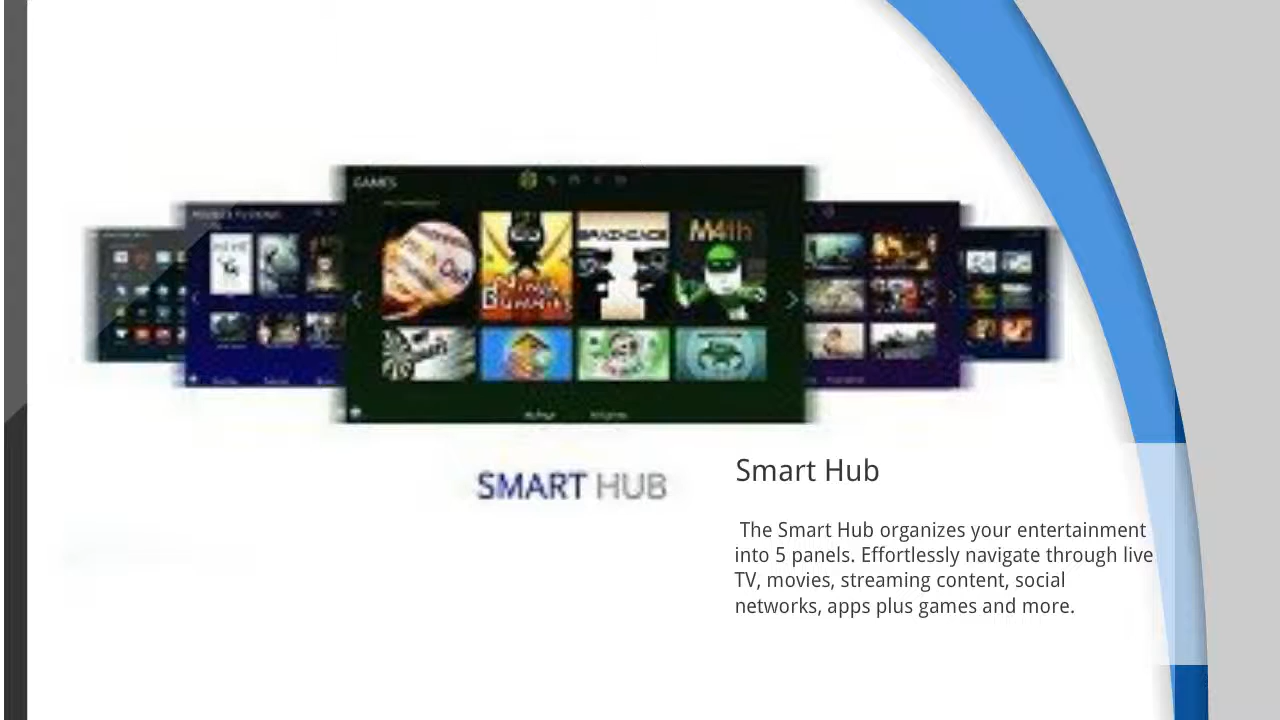 GAMES
M4th
SMART HUB
Smart Hub
The Smart Hub organizes your entertainment
into 5 panels. Effortlessly navigate through live
TV, movies, streaming content, social
networks, apps plus games and more.